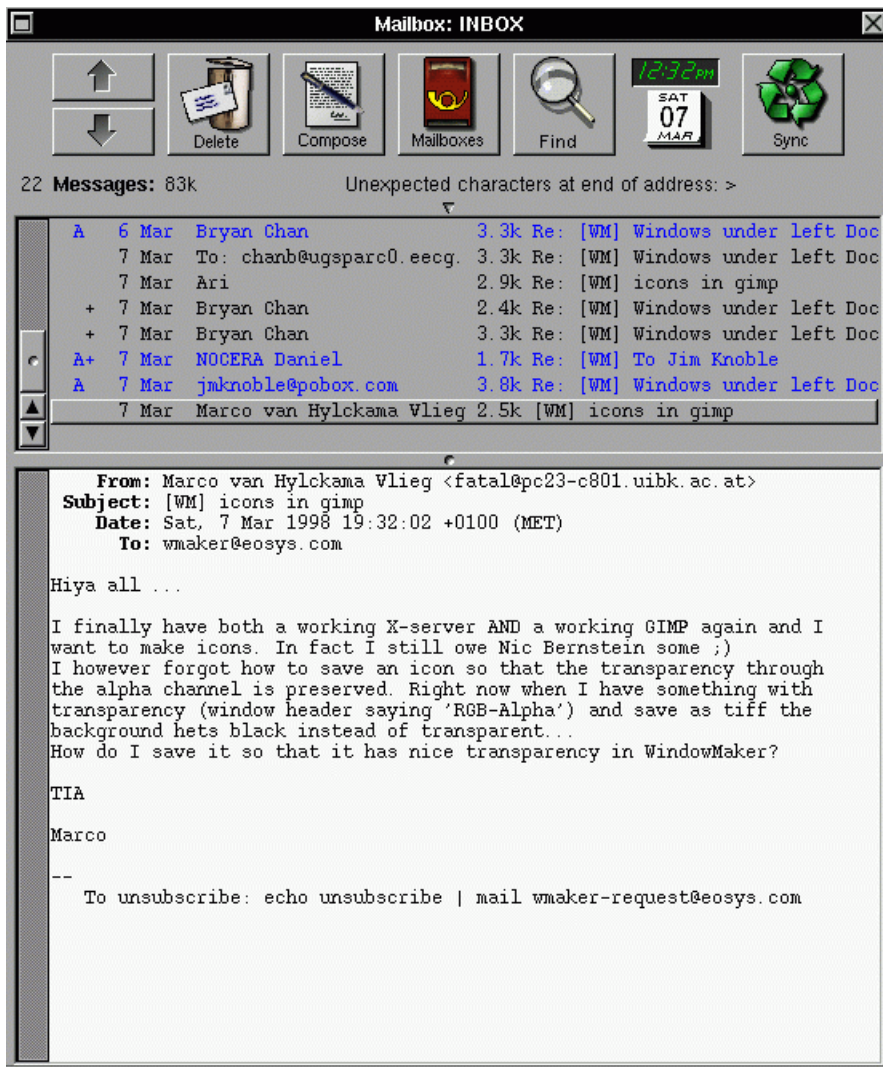 Mailbox: INBOX
12:32PM
SAT
07
MAR
Delete
Compose
Mailboxes
Find
Sync
22 Messages: 83k
Unexpected characters at end of address: >
A 6 Mar Bryan Chan 3.3k Re: [WM] Windows under left Doc
7 Mar To: chanb@ugsparc0.eecg. 3.3k Re: [WM] Windows under left Doc
7 Mar Ari 2.9k Re: [WM] icons in gimp
+ 7 Mar Bryan Chan 2.4k Re: [WM] Windows under left Doc
+ 7 Mar Bryan Chan 3.3k Re: [WM] Windows under left Doc
A+ 7 Mar NOCERA Daniel 1.7k Re: [WM] To Jim Knoble
A 7 Mar jmknoble@pobox.com 3.8k Re: [WM] Windows under left Doc
7 Mar Marco van Hylckama Vlieg 2.5k [WM] icons in gimp
From: Marco van Hylckama Vlieg <fatal@pc23-c801.uibk.ac.at>
Subject: [WM] icons in gimp
Date: Sat, 7 Mar 1998 19:32:02 +0100 (MET)
To: wmaker@eosys.com
Hiya all ...
I finally have both a working X-server AND a working GIMP again and I
want to make icons. In fact I still owe Nic Bernstein some ;)
I however forgot how to save an icon so that the transparency through
the alpha channel is preserved. Right now when I have something with
transparency (window header saying 'RGB-Alpha') and save as tiff the
background hets black instead of transparent...
How do I save it so that it has nice transparency in WindowMaker?
TIA
Marco
--
To unsubscribe: echo unsubscribe | mail wmaker-request@eosys.com